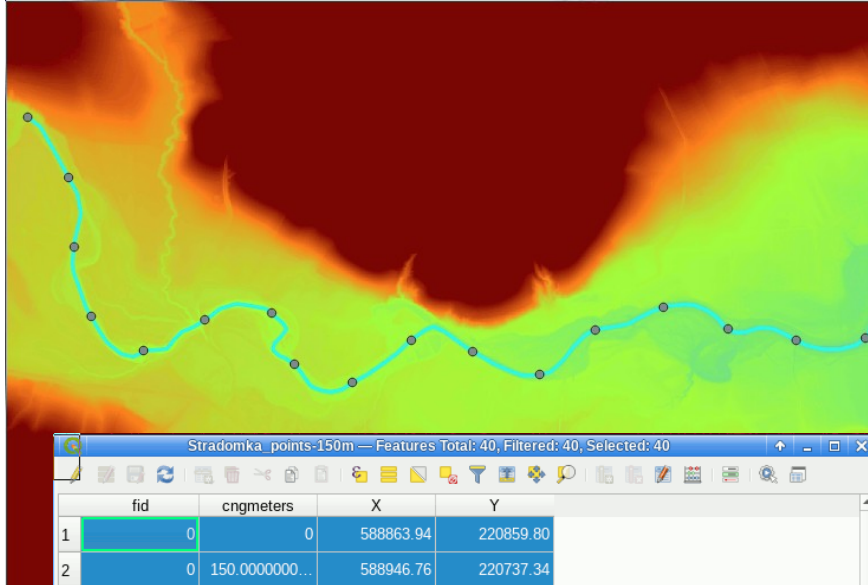 Stradomka_points-150m — Features Total: 40, Filtered: 40, Selected: 40
fid cngmeters X Y
1 0 0 588863.94 220859.80
2 0 150.0000000... 588946.76 220737.34